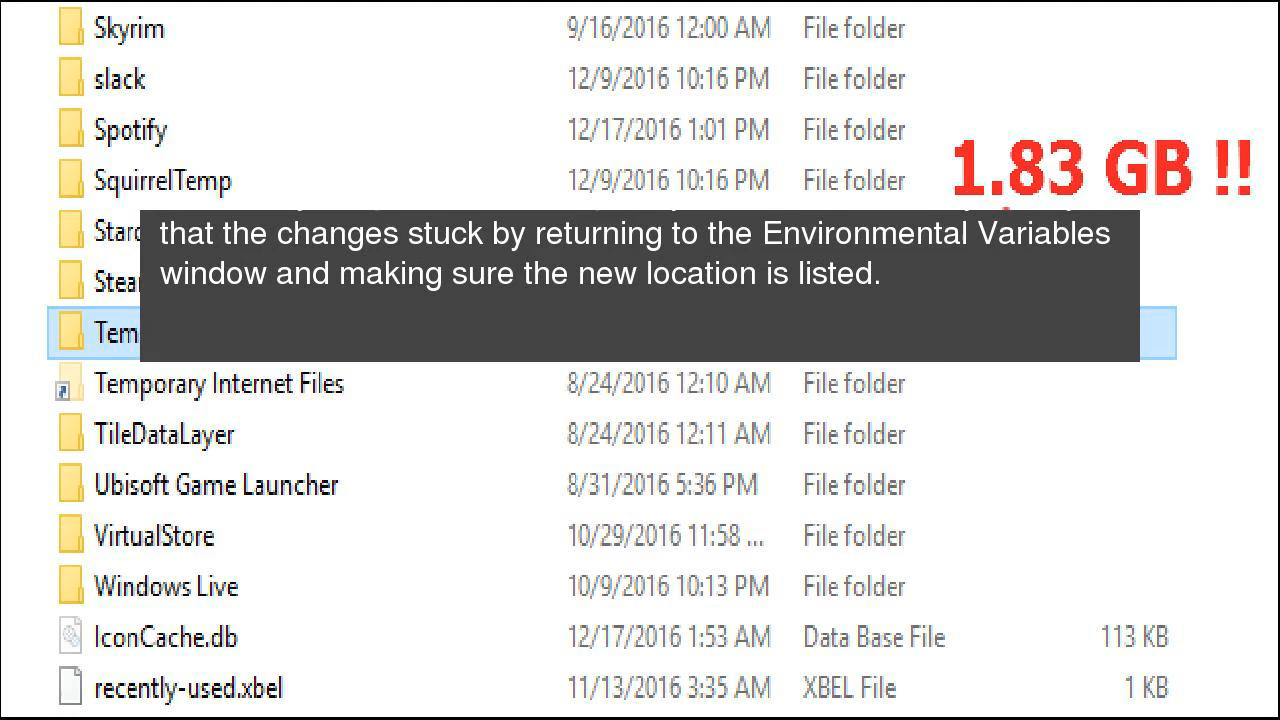 Skyrim 9/16/2016 12:00 AM File folder
slack 12/9/2016 10:16 PM File folder
Spotify 12/17/2016 1:01 PM File folder
1.83 GB !!
SquirrelTemp 12/9/2016 10:16 PM File folder
that the changes stuck by returning to the Environmental Variables
window and making sure the new location is listed.
Temporary Internet Files 8/24/2016 12:10 AM File folder
TileDataLayer 8/24/2016 12:11 AM File folder
Ubisoft Game Launcher 8/31/2016 5:36 PM File folder
VirtualStore 10/29/2016 11:58 ... File folder
Windows Live 10/9/2016 10:13 PM File folder
IconCache.db 12/17/2016 1:53 AM Data Base File 113 KB
recently-used.xbel 11/13/2016 3:35 AM XBEL File 1 KB